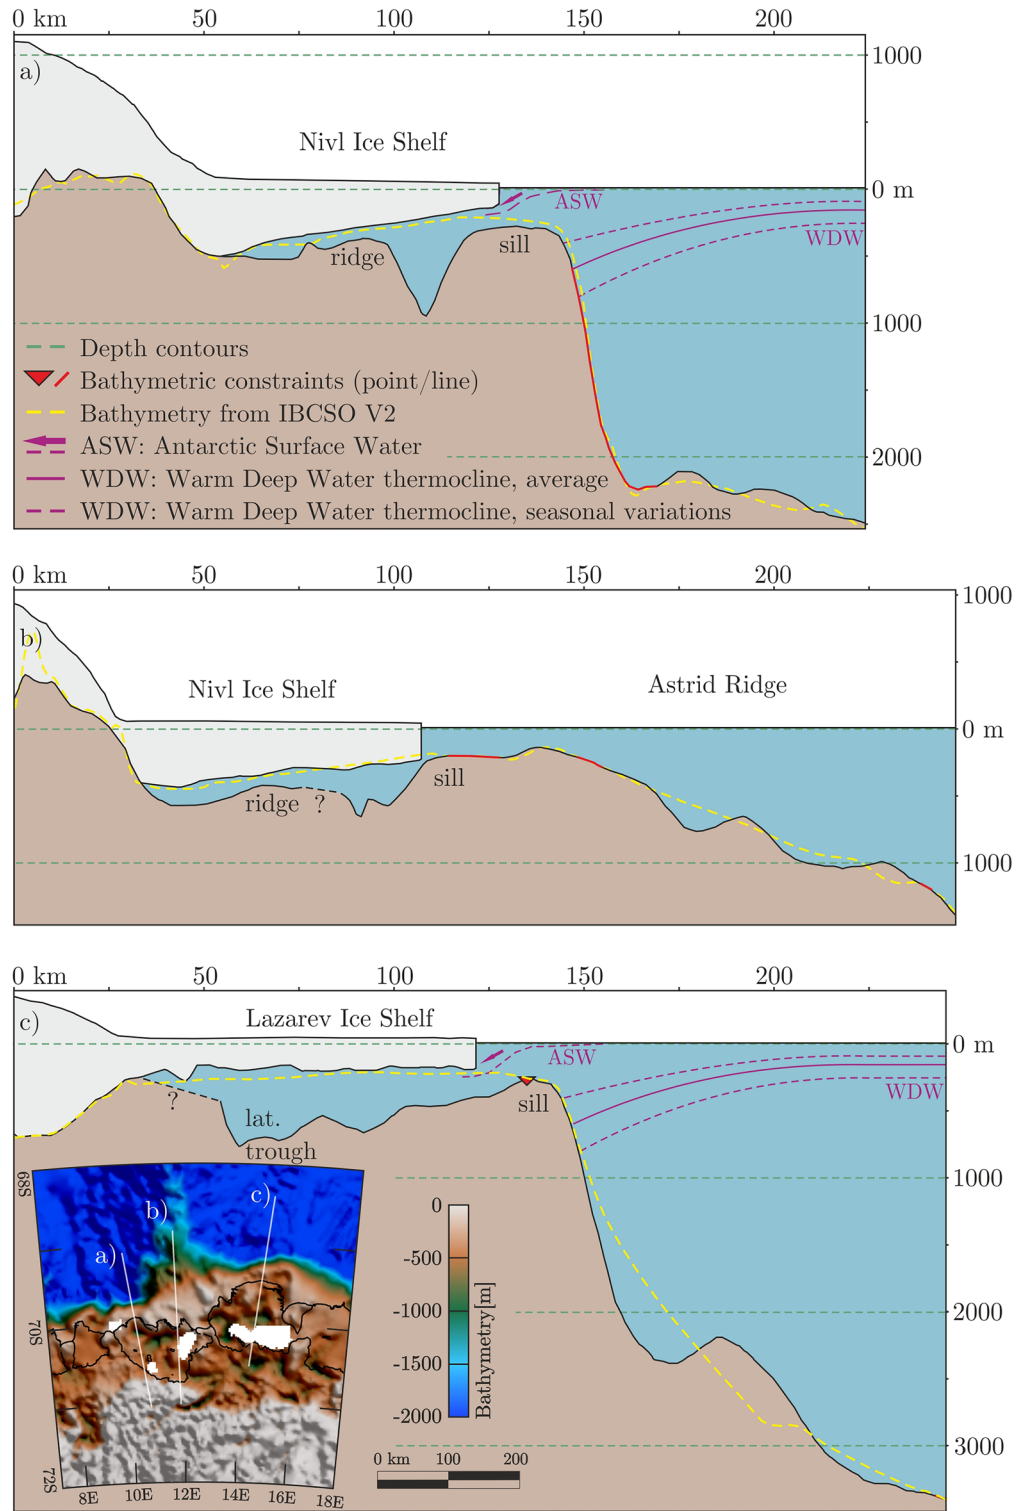 0 km 50 100 150 200
1000
a)
Nivl Ice Shelf
0 m
ASW
WDW
ridge
sill
1000
Depth contours
Bathymetric constraints (point/line)
Bathymetry from IBCSO V2
ASW: Antarctic Surface Water
2000
WDW: Warm Deep Water thermocline, average
WDW: Warm Deep Water thermocline, seasonal variations
0 km 50 100 150 200
1000
b)
Nivl Ice Shelf
Astrid Ridge
0 m
sill
ridge ?
1000
0 km 50 100 150 200
c)
Lazarev Ice Shelf
0 m
ASW
WDW
?
sill
lat.
trough
1000
68S
70S
72S
a)
b)
c)
8E 10E 12E 14E 16E 18E
0
-500
-1000
-1500
-2000
Bathymetry[m]
2000
3000
0 km 100 200